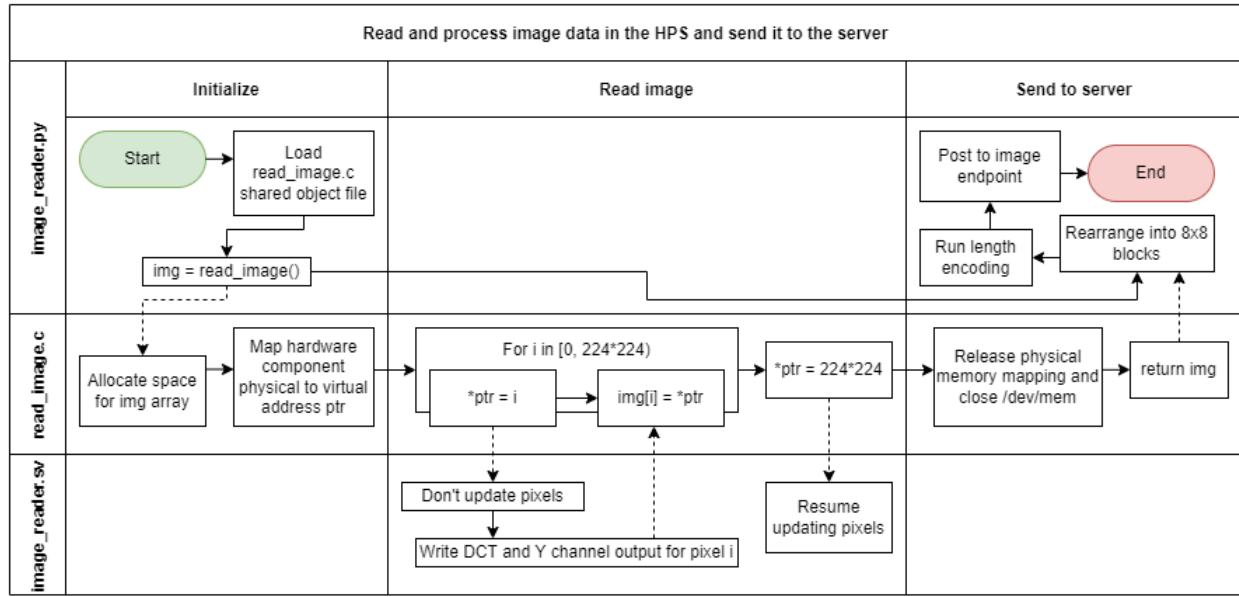 Read and process image data in the HPS and send it to the server
Initialize
Read image
Send to server
image_reader.py
Start
Load
read_image.c
shared object file
img = read_image()
Post to image
endpoint
End
Run length
encoding
Rearrange into 8x8
blocks
read_image.c
Allocate space
for img array
Map hardware
component
physical to virtual
address ptr
For i in [0, 224*224)
*ptr = i
img[i] = *ptr
*ptr = 224*224
Release physical
memory mapping and
close /dev/mem
return img
image_reader.sv
Don't update pixels
Write DCT and Y channel output for pixel i
Resume
updating pixels